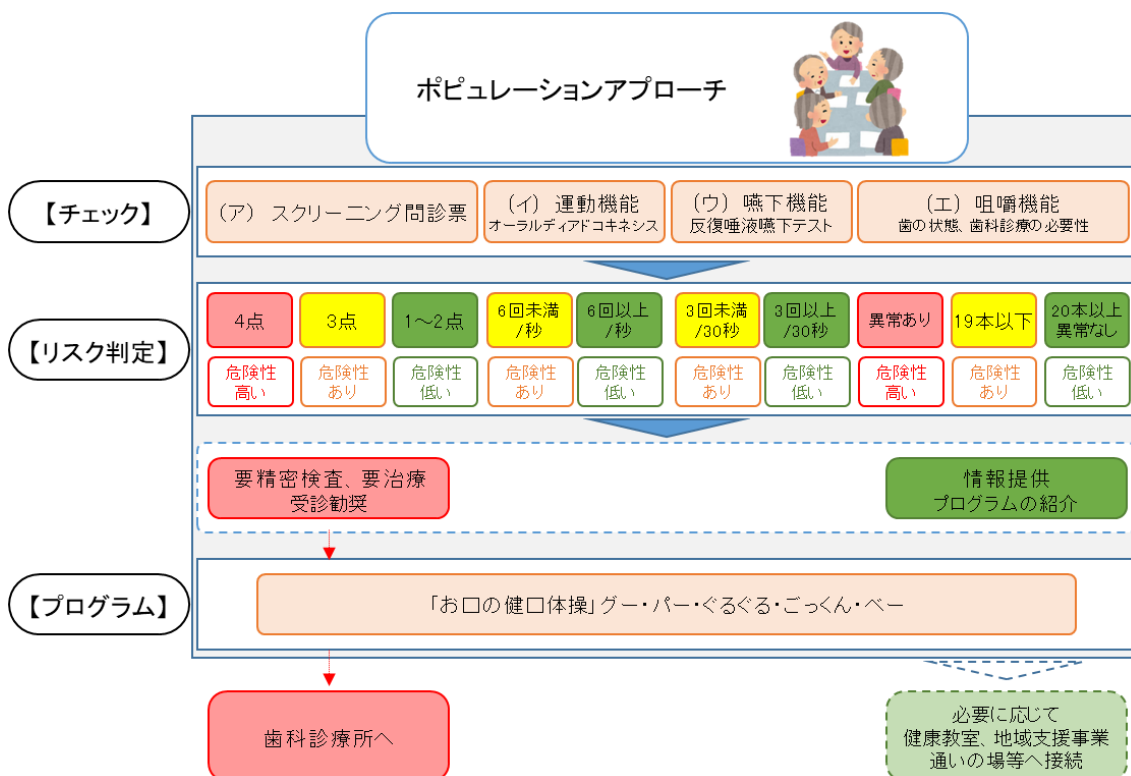 ポピュレーションアプローチ
【チェック】
(ア) スクリーニング問診票
(イ) 運動機能
オーラルディアドコキネシス
(ウ) 嚥下機能
反復唾液嚥下テスト
(エ) 咀嚼機能
歯の状態、歯科診療の必要性
【リスク判定】
4点
3点
1～2点
6回未満
/秒
6回以上
/秒
3回未満
/30秒
3回以上
/30秒
異常あり
19本以下
20本以上
異常なし
危険性
高い
危険性
あり
危険性
低い
危険性
あり
危険性
低い
危険性
あり
危険性
低い
危険性
高い
危険性
あり
危険性
低い
要精密検査、要治療
受診勧奨
情報提供
プログラムの紹介
【プログラム】
「お口の健口体操」グー・パー・ぐるぐる・ごっくん・べー
歯科診療所へ
必要に応じて
健康教室、地域支援事業
通いの場等へ接続